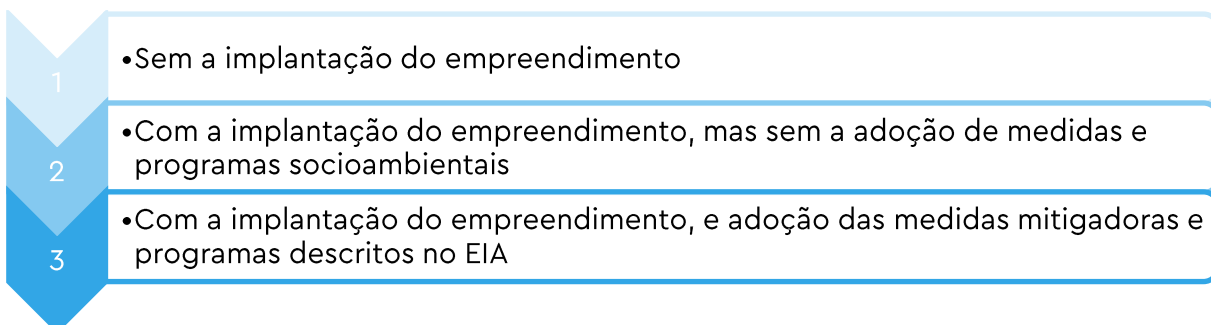 1
•Sem a implantação do empreendimento
2
•Com a implantação do empreendimento, mas sem a adoção de medidas e
programas socioambientais
3
•Com a implantação do empreendimento, e adoção das medidas mitigadoras e
programas descritos no EIA